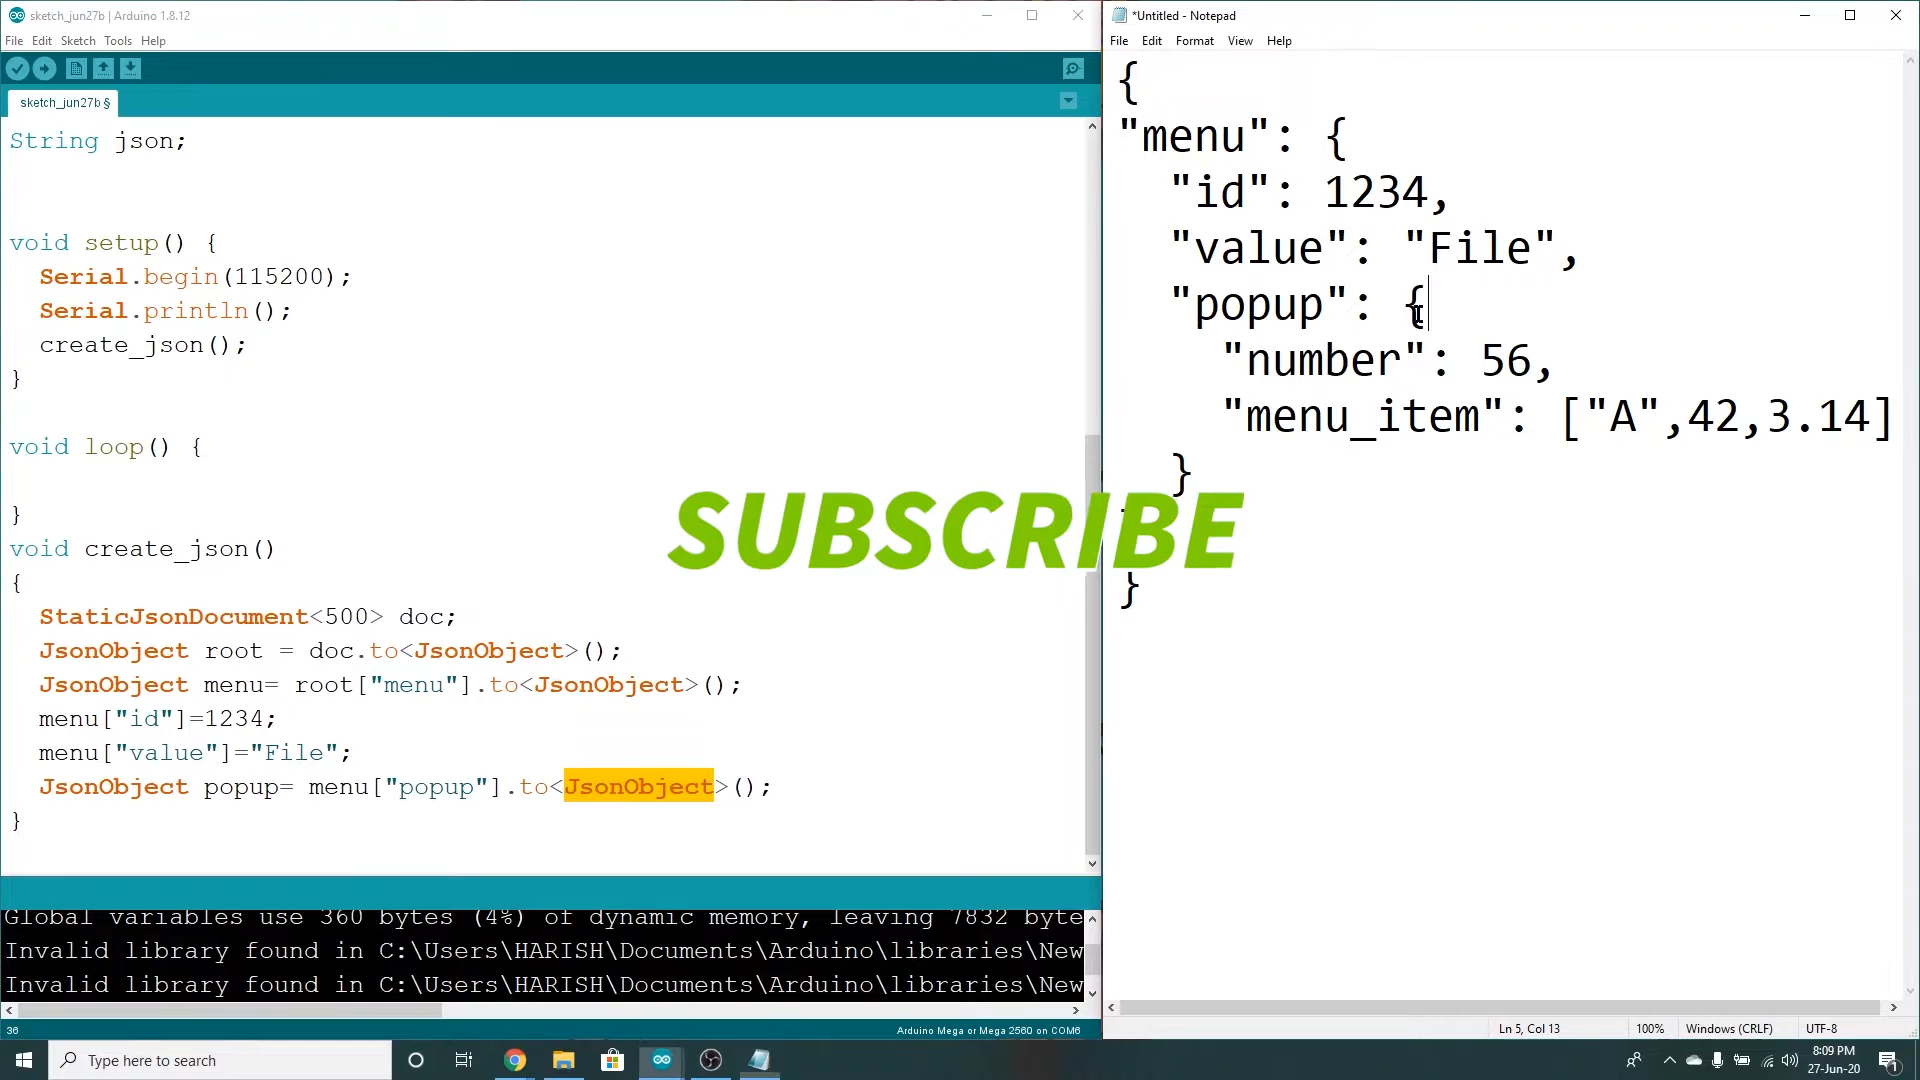 sketch_jun27b | Arduino 1.8.12
File Edit Sketch Tools Help
sketch_jun27b §
String json;
void setup() {
  Serial.begin(115200);
  Serial.println();
  create_json();
}
void loop() {
}
void create_json()
{
  StaticJsonDocument<500> doc;
  JsonObject root = doc.to<JsonObject>();
  JsonObject menu= root["menu"].to<JsonObject>();
  menu["id"]=1234;
  menu["value"]="File";
  JsonObject popup= menu["popup"].to<JsonObject>();
}
Global variables use 360 bytes (4%) of dynamic memory, leaving 7832 byte
Invalid library found in C:\Users\HARISH\Documents\Arduino\libraries\New
Invalid library found in C:\Users\HARISH\Documents\Arduino\libraries\New
36
Arduino Mega or Mega 2560 on COM6
*Untitled - Notepad
File Edit Format View Help
{
"menu": {
  "id": 1234,
  "value": "File",
  "popup": {
    "number": 56,
    "menu_item": ["A",42,3.14]
  }
}
SUBSCRIBE
Ln 5, Col 13
100%
Windows (CRLF)
UTF-8
Type here to search
8:09 PM
27-Jun-20
1